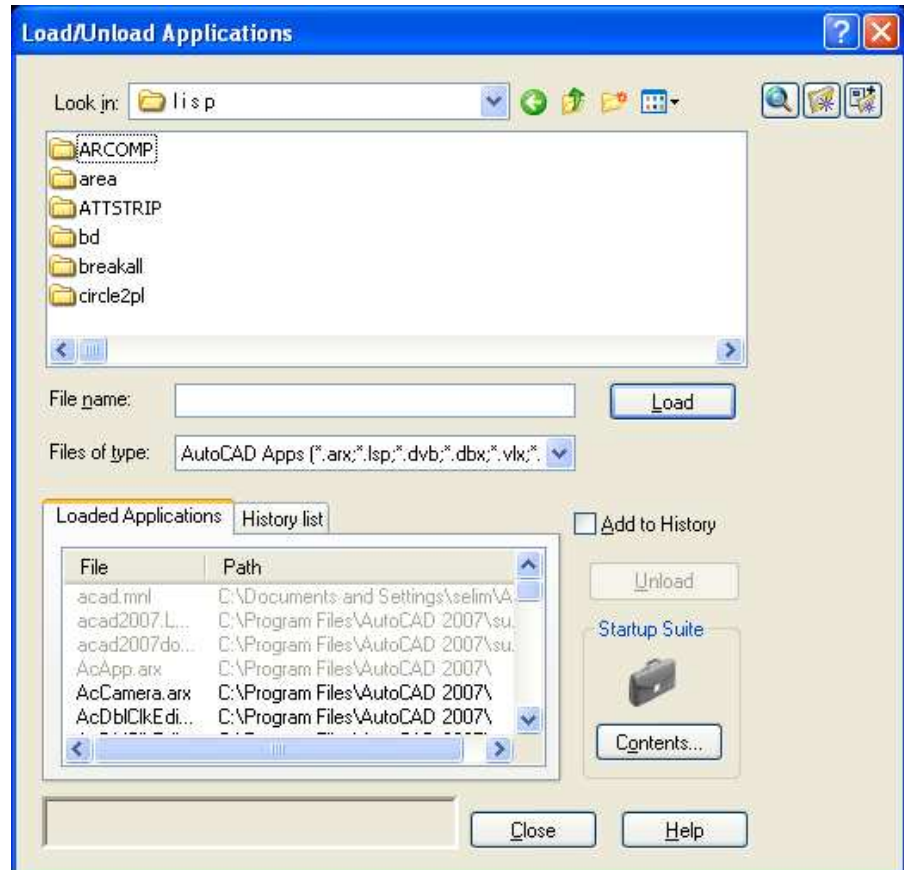 Load/Unload Applications
Look in: lisp
ARCOMP
area
ATTSTRIP
bd
breakall
circle2pl
File name:
Load
Files of type: AutoCAD Apps (*.arx;*.lsp;*.dvb;*.dbx;*.vlx;*.
Loaded Applications History list
Add to History
File Path
acad.mnl C:\Documents and Settings\selim\A
acad2007.L... C:\Program Files\AutoCAD 2007\su
acad2007do... C:\Program Files\AutoCAD 2007\su
AcApp.arx C:\Program Files\AutoCAD 2007\
AcCamera.arx C:\Program Files\AutoCAD 2007\
AcDblClkEdi... C:\Program Files\AutoCAD 2007\
Unload
Startup Suite
Contents...
Close
Help